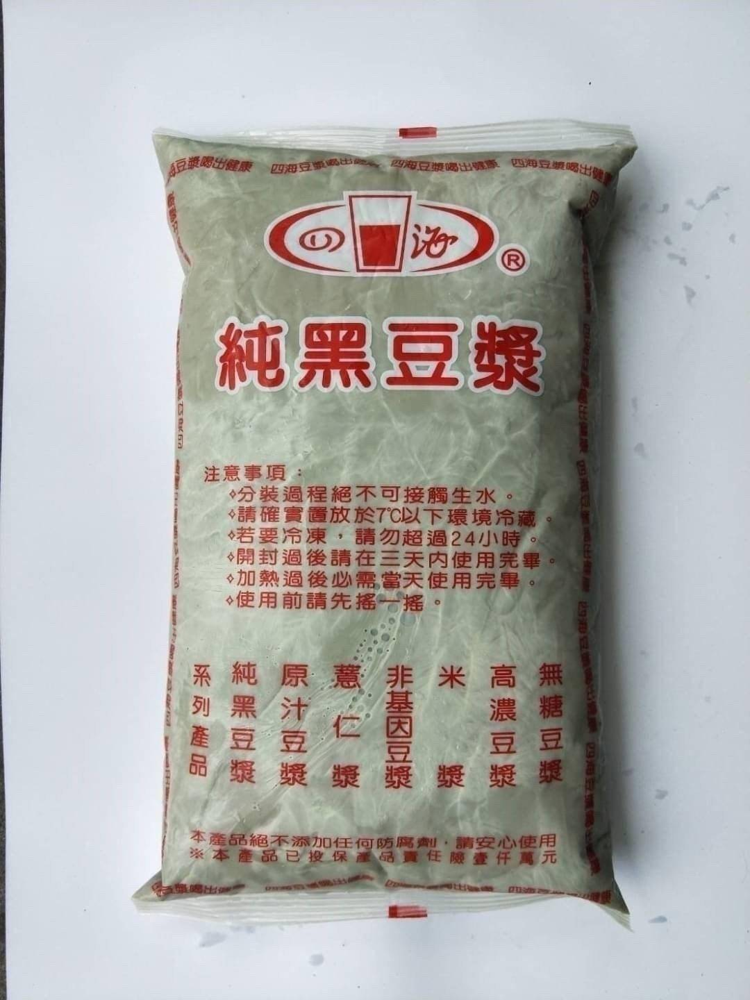 海豆漿喝出健康 四海豆漿喝出健康 四海豆漿喝出健康 四海豆漿喝出健康
四海®
純黑豆漿
注意事項：
◇分裝過程絕不可接觸生水。
◇請確實置放於7℃以下環境冷藏。
◇若要冷凍，請勿超過24小時。
◇開封過後請在三天內使用完畢。
◇加熱過後必需當天使用完畢。
◇使用前請先搖一搖。
系列產品
純黑豆漿
原汁豆漿
薏仁漿
非基因豆漿
米漿
高濃豆漿
無糖豆漿
本產品絕不添加任何防腐劑，請安心使用
※本產品已投保產品責任險壹仟萬元